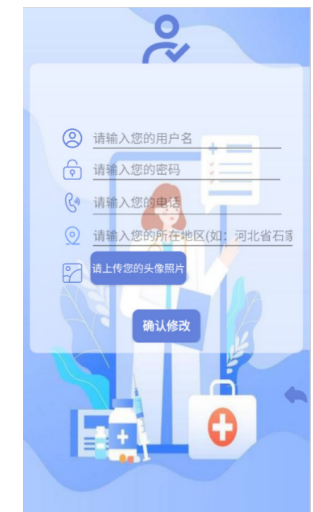 请输入您的用户名
请输入您的密码
请输入您的电话
请输入您的所在地区(如：河北省石家
请上传您的头像照片
确认修改